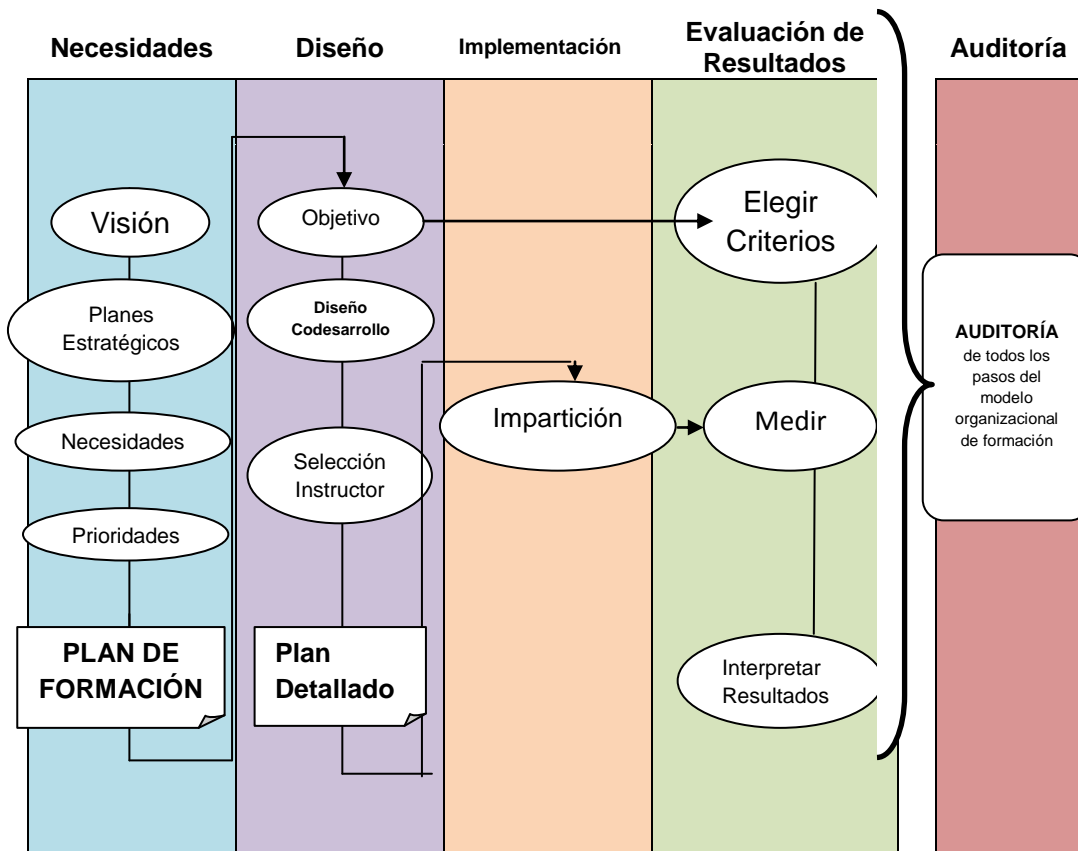 Necesidades
Diseño
Implementación
Evaluación de
Resultados
Auditoría
Visión
Planes
Estratégicos
Necesidades
Prioridades
PLAN DE
FORMACIÓN
Objetivo
Diseño
Codesarrollo
Selección
Instructor
Plan
Detallado
Impartición
Elegir
Criterios
Medir
Interpretar
Resultados
AUDITORÍA
de todos los
pasos del
modelo
organizacional
de formación